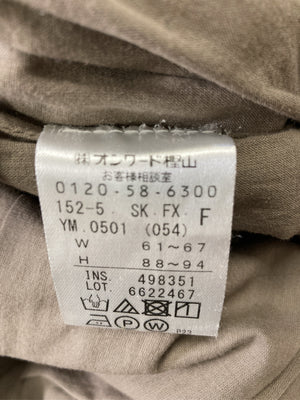 ㈱オンワード樫山
お客様相談室
0120-58-6300
152-5 SK FX F
YM 0501 (054)
W 61~67
H 88~94
INS. 498351
LOT. 6622467
P W 023